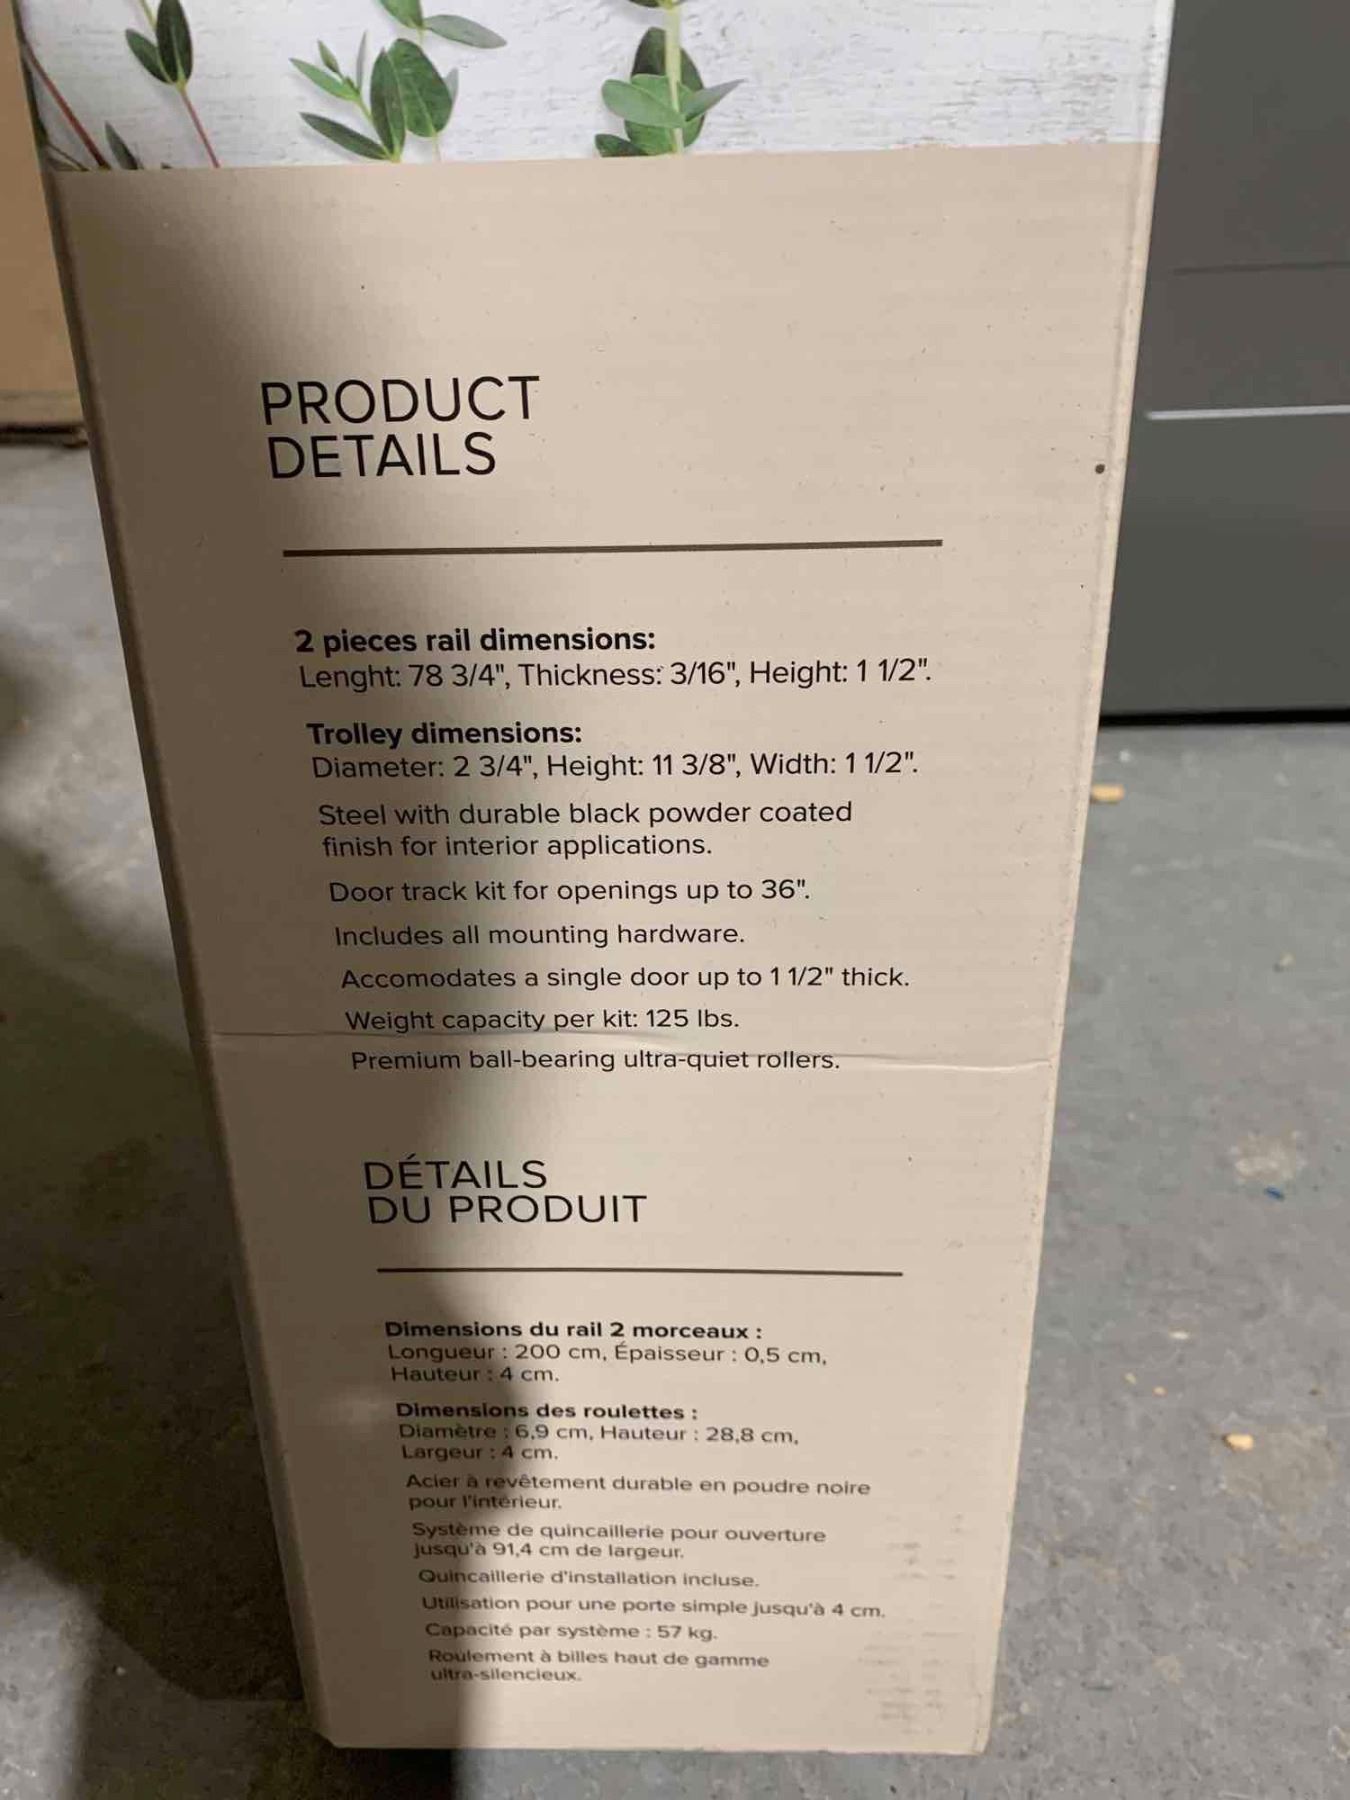 PRODUCT
DETAILS
2 pieces rail dimensions:
Lenght: 78 3/4", Thickness: 3/16", Height: 1 1/2".
Trolley dimensions:
Diameter: 2 3/4", Height: 11 3/8", Width: 1 1/2".
Steel with durable black powder coated
finish for interior applications.
Door track kit for openings up to 36".
Includes all mounting hardware.
Accomodates a single door up to 1 1/2" thick.
Weight capacity per kit: 125 lbs.
Premium ball-bearing ultra-quiet rollers.
DÉTAILS
DU PRODUIT
Dimensions du rail 2 morceaux :
Longueur : 200 cm, Épaisseur : 0,5 cm,
Hauteur : 4 cm.
Dimensions des roulettes :
Diamètre : 6,9 cm, Hauteur : 28,8 cm,
Largeur : 4 cm.
Acier à revêtement durable en poudre noire
pour l'intérieur.
Système de quincaillerie pour ouverture
jusqu'à 91,4 cm de largeur.
Quincaillerie d'installation incluse.
Utilisation pour une porte simple jusqu'à 4 cm.
Capacité par système : 57 kg.
Roulement à billes haut de gamme
ultra-silencieux.